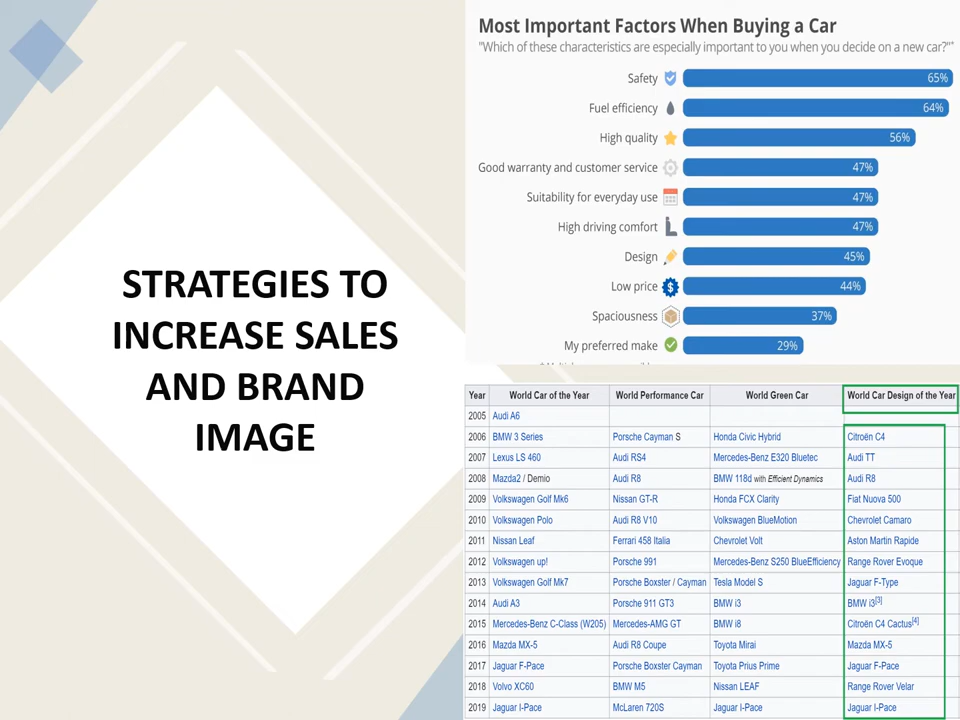 STRATEGIES TO
INCREASE SALES
AND BRAND
IMAGE
Most Important Factors When Buying a Car
"Which of these characteristics are especially important to you when you decide on a new car?"*
Safety 65%
Fuel efficiency 64%
High quality 56%
Good warranty and customer service 47%
Suitability for everyday use 47%
High driving comfort 47%
Design 45%
Low price $ 44%
Spaciousness 37%
My preferred make 29%
Year World Car of the Year World Performance Car World Green Car World Car Design of the Year
2005 Audi A6
2006 BMW 3 Series Porsche Cayman S Honda Civic Hybrid Citroën C4
2007 Lexus LS 460 Audi RS4 Mercedes-Benz E320 Bluetec Audi TT
2008 Mazda2 / Demio Audi R8 BMW 118d with Efficient Dynamics Audi R8
2009 Volkswagen Golf Mk6 Nissan GT-R Honda FCX Clarity Fiat Nuova 500
2010 Volkswagen Polo Audi R8 V10 Volkswagen BlueMotion Chevrolet Camaro
2011 Nissan Leaf Ferrari 458 Italia Chevrolet Volt Aston Martin Rapide
2012 Volkswagen up! Porsche 991 Mercedes-Benz S250 BlueEfficiency Range Rover Evoque
2013 Volkswagen Golf Mk7 Porsche Boxster / Cayman Tesla Model S Jaguar F-Type
2014 Audi A3 Porsche 911 GT3 BMW i3 BMW i3[3]
2015 Mercedes-Benz C-Class (W205) Mercedes-AMG GT BMW i8 Citroën C4 Cactus[4]
2016 Mazda MX-5 Audi R8 Coupe Toyota Mirai Mazda MX-5
2017 Jaguar F-Pace Porsche Boxster Cayman Toyota Prius Prime Jaguar F-Pace
2018 Volvo XC60 BMW M5 Nissan LEAF Range Rover Velar
2019 Jaguar I-Pace McLaren 720S Jaguar I-Pace Jaguar I-Pace